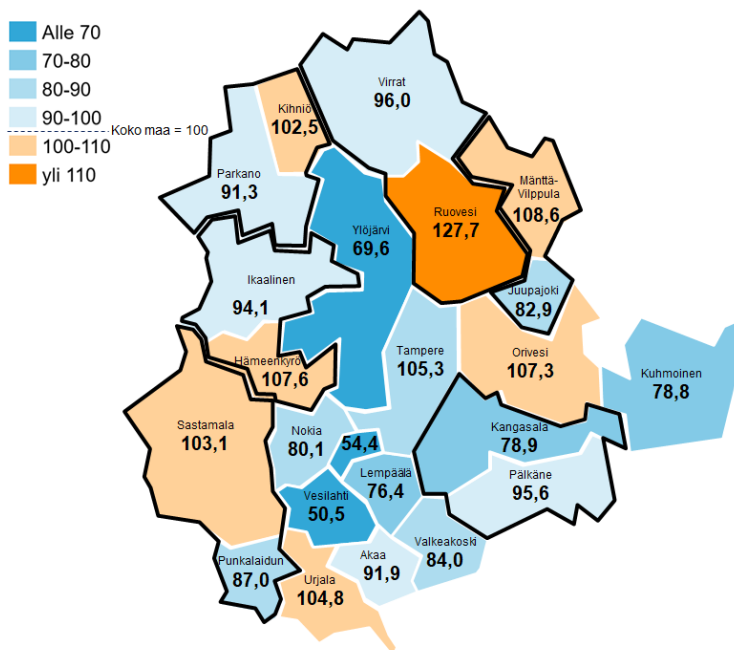 Alle 70
70-80
80-90
90-100
Koko maa = 100
100-110
yli 110
Virrat
96,0
Kihniö
102,5
Parkano
91,3
Mänttä-
Vilppula
108,6
Ruovesi
127,7
Ylöjärvi
69,6
Ikaalinen
94,1
Juupajoki
82,9
Hämeenkyrö
107,6
Tampere
105,3
Orivesi
107,3
Kuhmoinen
78,8
Sastamala
103,1
Nokia
80,1
54,4
Kangasala
78,9
Lempäälä
76,4
Pälkäne
95,6
Vesilahti
50,5
Valkeakoski
84,0
Akaa
91,9
Punkalaidun
87,0
Urjala
104,8